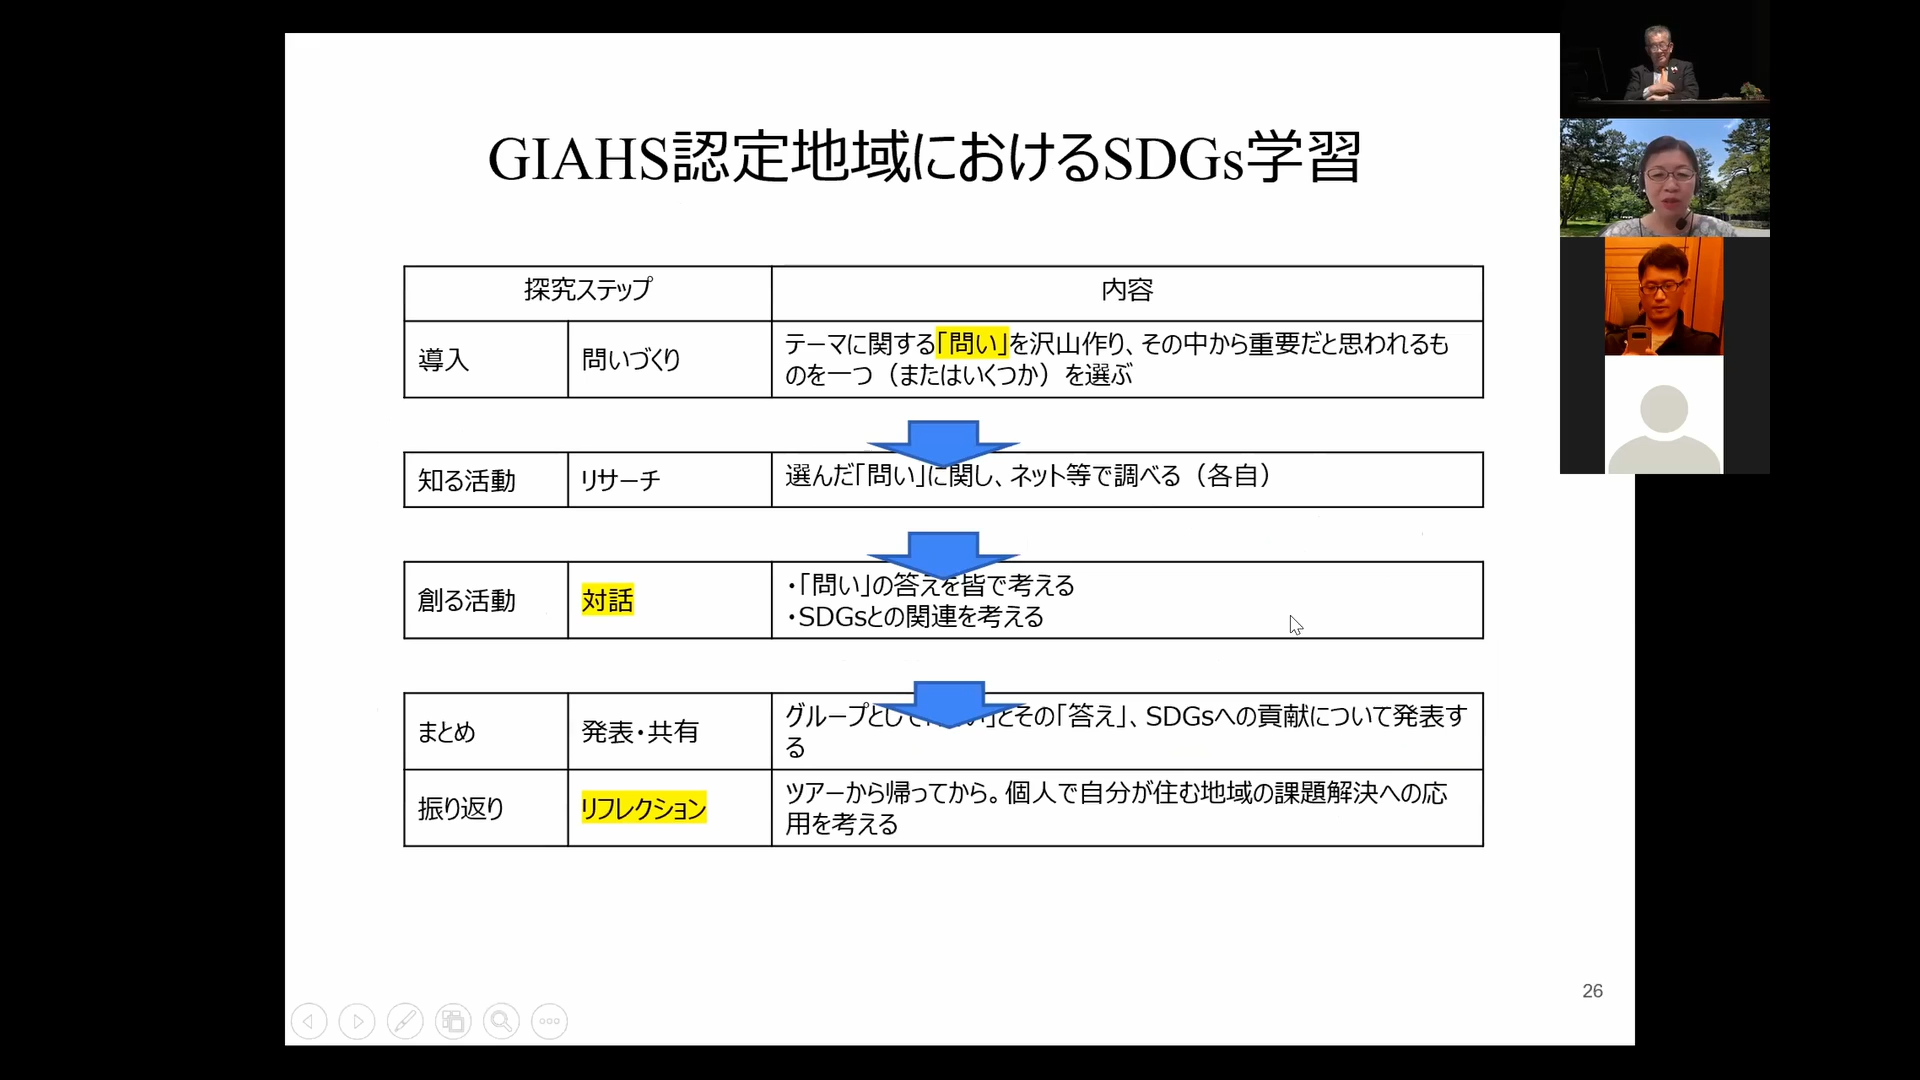 GIAHS認定地域におけるSDGs学習
探究ステップ
内容
導入
問いづくり
テーマに関する「問い」を沢山作り、その中から重要だと思われるも
のを一つ（またはいくつか）を選ぶ
知る活動
リサーチ
選んだ「問い」に関し、ネット等で調べる（各自）
創る活動
対話
・「問い」の答えを皆で考える
・SDGsとの関連を考える
まとめ
発表・共有
グループとして い」とその「答え」、SDGsへの貢献について発表す
る
振り返り
リフレクション
ツアーから帰ってから。個人で自分が住む地域の課題解決への応
用を考える
26